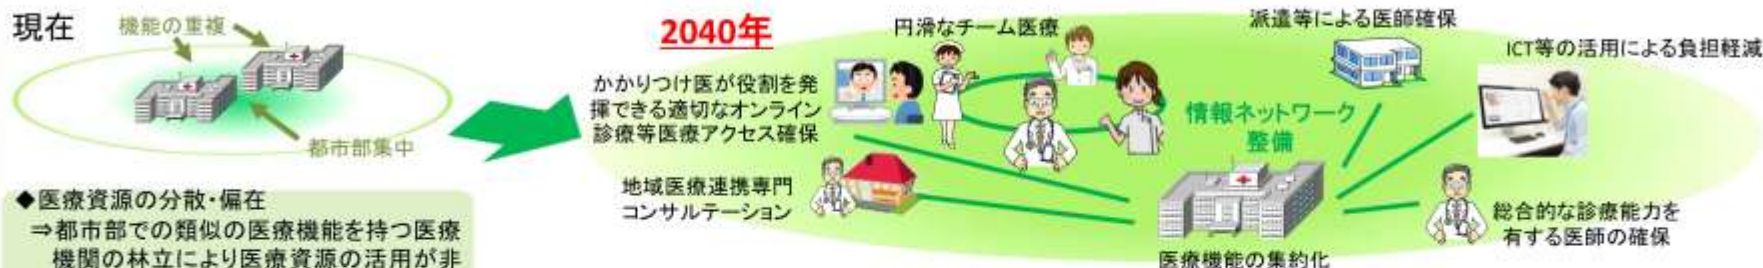 現在
機能の重複
都市部集中
◆医療資源の分散・偏在
⇒都市部での類似の医療機能を持つ医療
機関の林立により医療資源の活用が非
2040年
円滑なチーム医療
派遣等による医師確保
ICT等の活用による負担軽減
かかりつけ医が役割を発
揮できる適切なオンライン
診療等医療アクセス確保
情報ネットワーク
整備
地域医療連携専門
コンサルテーション
総合的な診療能力を
有する医師の確保
医療機能の集約化